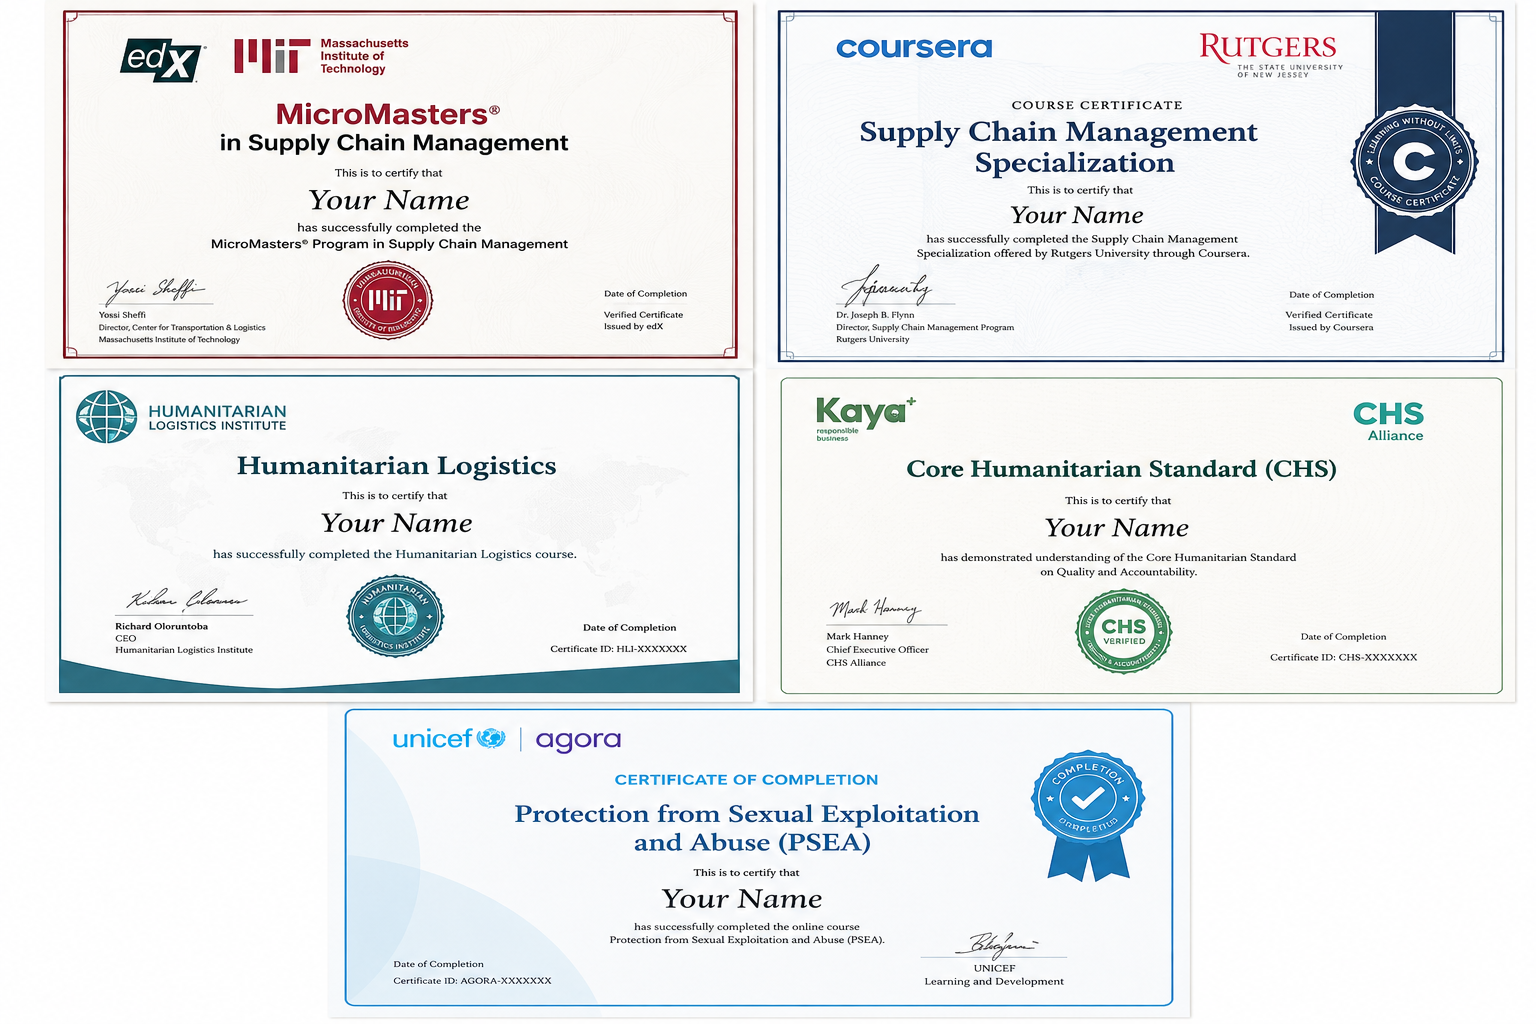 edX
MIT
Massachusetts
Institute of
Technology
MicroMasters®
in Supply Chain Management
This is to certify that
Your Name
has successfully completed the
MicroMasters® Program in Supply Chain Management
Yossi Sheffi
Yossi Sheffi
Director, Center for Transportation & Logistics
Massachusetts Institute of Technology
MIT
Date of Completion
Verified Certificate
Issued by edX
coursera
RUTGERS
THE STATE UNIVERSITY
OF NEW JERSEY
COURSE CERTIFICATE
Supply Chain Management
Specialization
This is to certify that
Your Name
has successfully completed the Supply Chain Management
Specialization offered by Rutgers University through Coursera.
Dr. Joseph B. Flynn
Director, Supply Chain Management Program
Rutgers University
WITHOUT
C
COURSE CERTIFICATE
Date of Completion
Verified Certificate
Issued by Coursera
HUMANITARIAN
LOGISTICS INSTITUTE
Humanitarian Logistics
This is to certify that
Your Name
has successfully completed the Humanitarian Logistics course.
Richard Oloruntoba
CEO
Humanitarian Logistics Institute
HUMANITARIAN
LOGISTICS INSTITUTE
Date of Completion
Certificate ID: HLI-XXXXXXX
Kaya+
responsible
business
CHS
Alliance
Core Humanitarian Standard (CHS)
This is to certify that
Your Name
has demonstrated understanding of the Core Humanitarian Standard
on Quality and Accountability.
Mark Hanney
Mark Hanney
Chief Executive Officer
CHS Alliance
CHS
VERIFIED
Date of Completion
Certificate ID: CHS-XXXXXXX
unicef
agora
CERTIFICATE OF COMPLETION
Protection from Sexual Exploitation
and Abuse (PSEA)
This is to certify that
Your Name
has successfully completed the online course
Protection from Sexual Exploitation and Abuse (PSEA).
COMPLETION
Date of Completion
Certificate ID: AGORA-XXXXXXX
UNICEF
Learning and Development